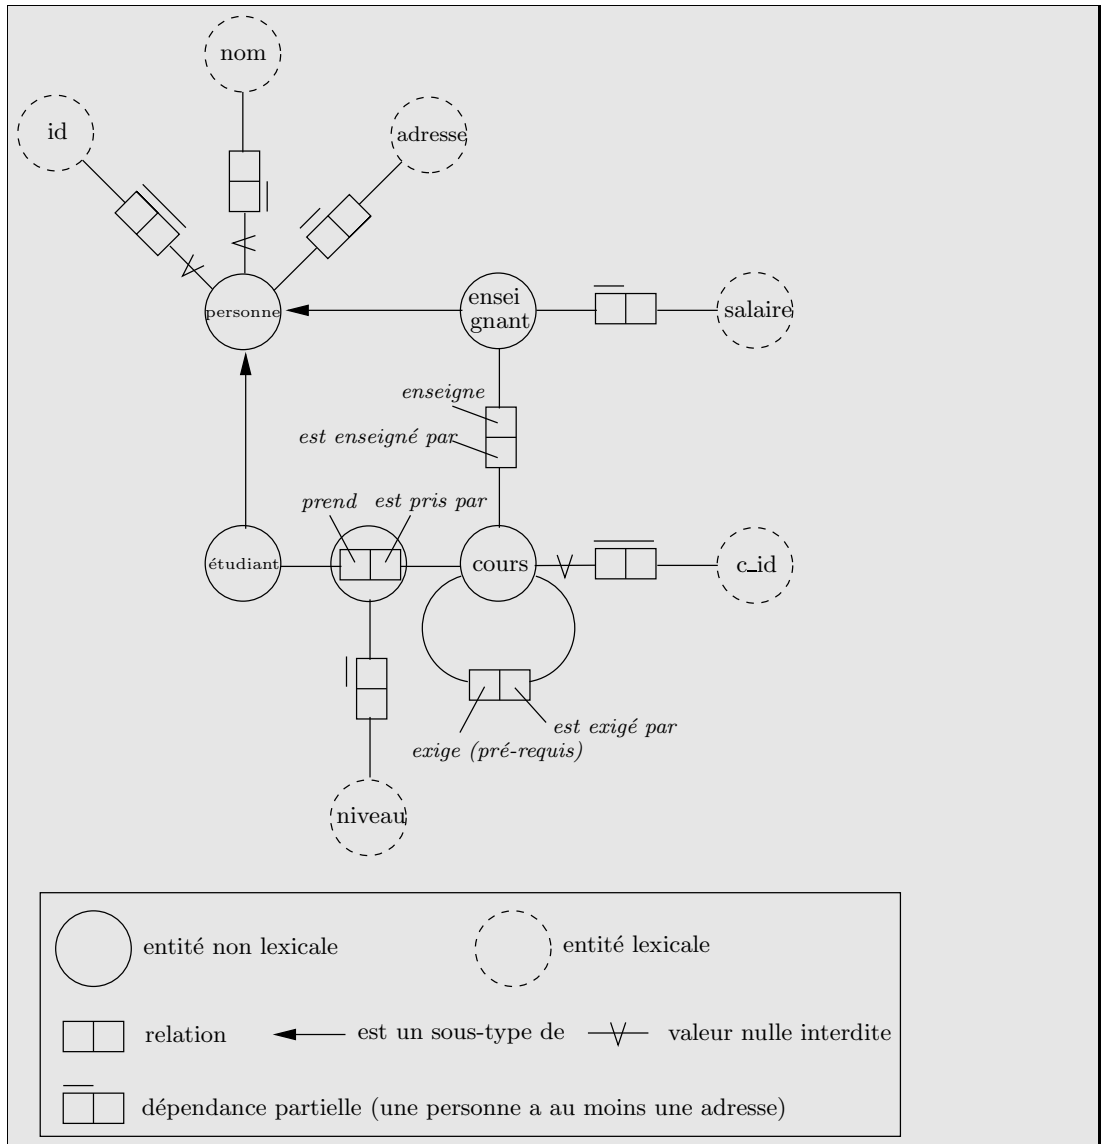 nom
id
adresse
personne
ensei
gnant
salaire
enseigne
est enseigné par
prend
est pris par
étudiant
cours
c_id
est exigé par
exige (pré-requis)
niveau
entité non lexicale
entité lexicale
relation
est un sous-type de
valeur nulle interdite
dépendance partielle (une personne a au moins une adresse)